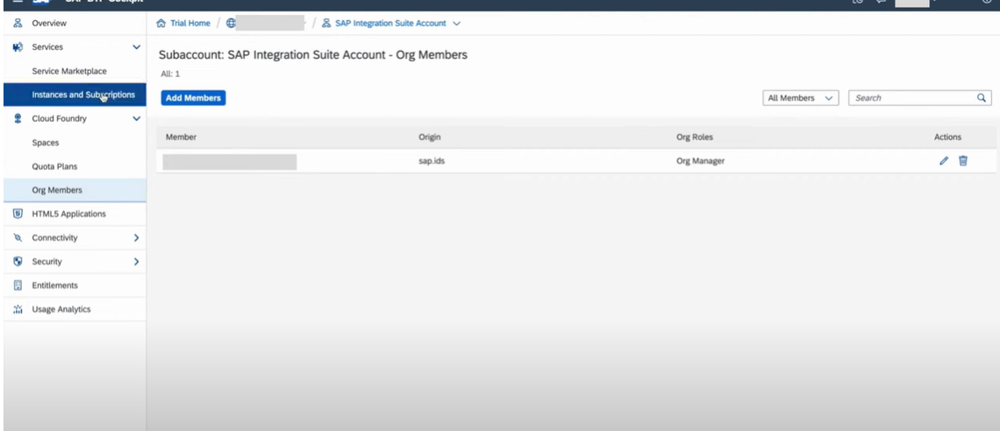 SAP BTP Cockpit
Overview
Trial Home / / SAP Integration Suite Account
Services
Subaccount: SAP Integration Suite Account - Org Members
Service Marketplace
All: 1
Instances and Subscriptions
Add Members
All Members
Search
Cloud Foundry
Member Origin Org Roles Actions
Spaces
sap.ids Org Manager
Quota Plans
Org Members
HTML5 Applications
Connectivity
Security
Entitlements
Usage Analytics